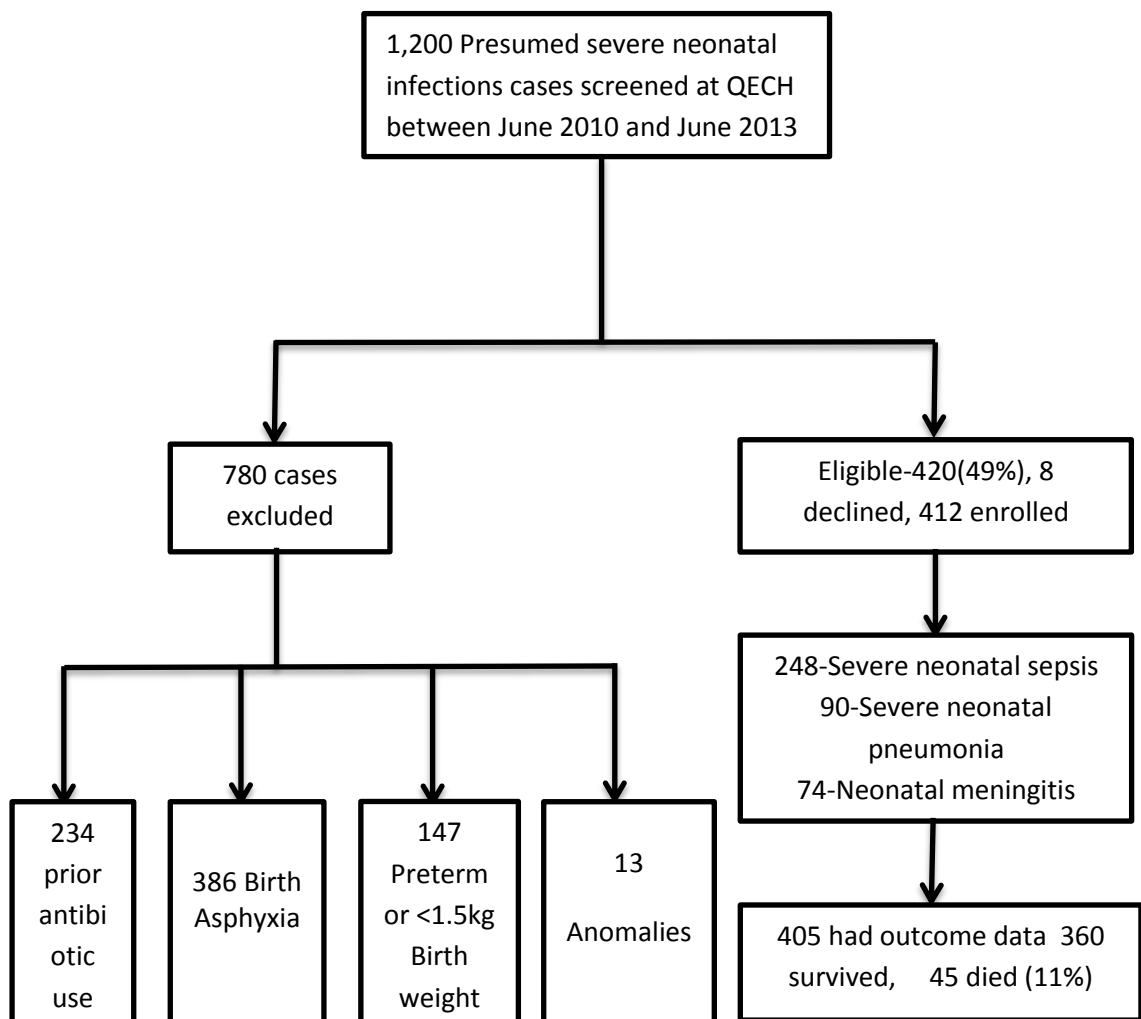 1,200 Presumed severe neonatal
infections cases screened at QECH
between June 2010 and June 2013
780 cases
excluded
Eligible-420(49%), 8
declined, 412 enrolled
248-Severe neonatal sepsis
90-Severe neonatal
pneumonia
74-Neonatal meningitis
234
prior
antibi
otic
use
386 Birth
Asphyxia
147
Preterm
or <1.5kg
Birth
weight
13
Anomalies
405 had outcome data 360
survived, 45 died (11%)